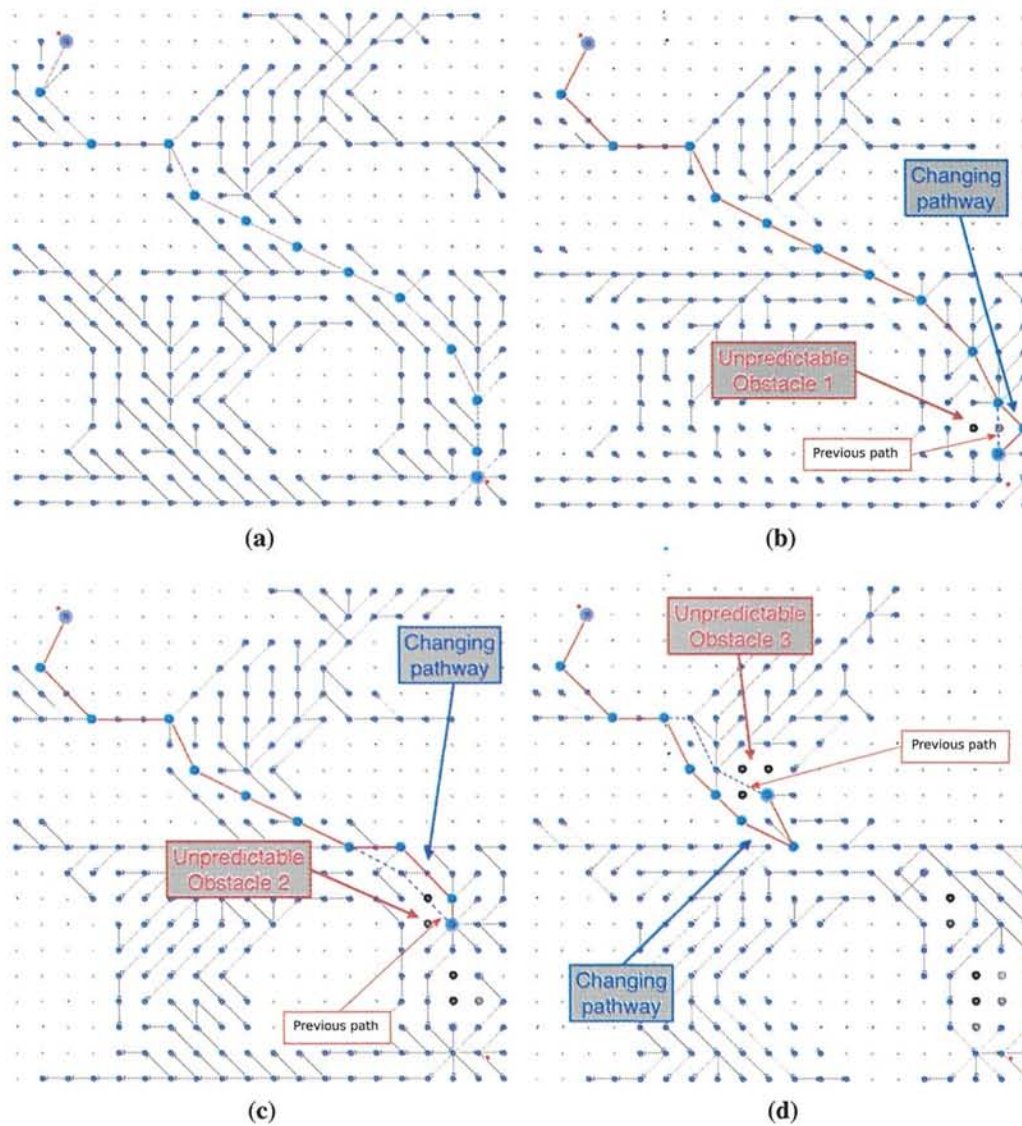 Changing
pathway
Unpredictable
Obstacle 1
Previous path
(a)
(b)
Changing
pathway
Unpredictable
Obstacle 2
Previous path
Unpredictable
Obstacle 3
Previous path
Changing
pathway
(c)
(d)